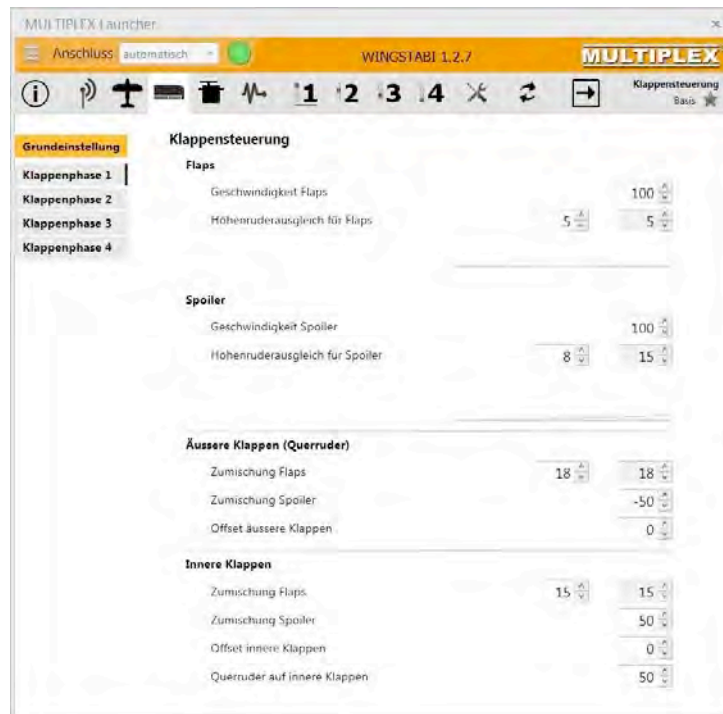 MULTIPLEX Launcher
Anschluss automatisch WINGSTABI 1.2.7 MULTIPLEX
1 2 3 4 Klappensteuerung
Basis
Grundeinstellung
Klappenphase 1
Klappenphase 2
Klappenphase 3
Klappenphase 4
Klappensteuerung
Flaps
Geschwindigkeit Flaps 100
Höhenruderausgleich für Flaps 5 5
Spoiler
Geschwindigkeit Spoiler 100
Höhenruderausgleich für Spoiler 8 15
Äussere Klappen (Querruder)
Zumischung Flaps 18 18
Zumischung Spoiler -50
Offset äussere Klappen 0
Innere Klappen
Zumischung Flaps 15 15
Zumischung Spoiler 50
Offset innere Klappen 0
Querruder auf innere Klappen 50